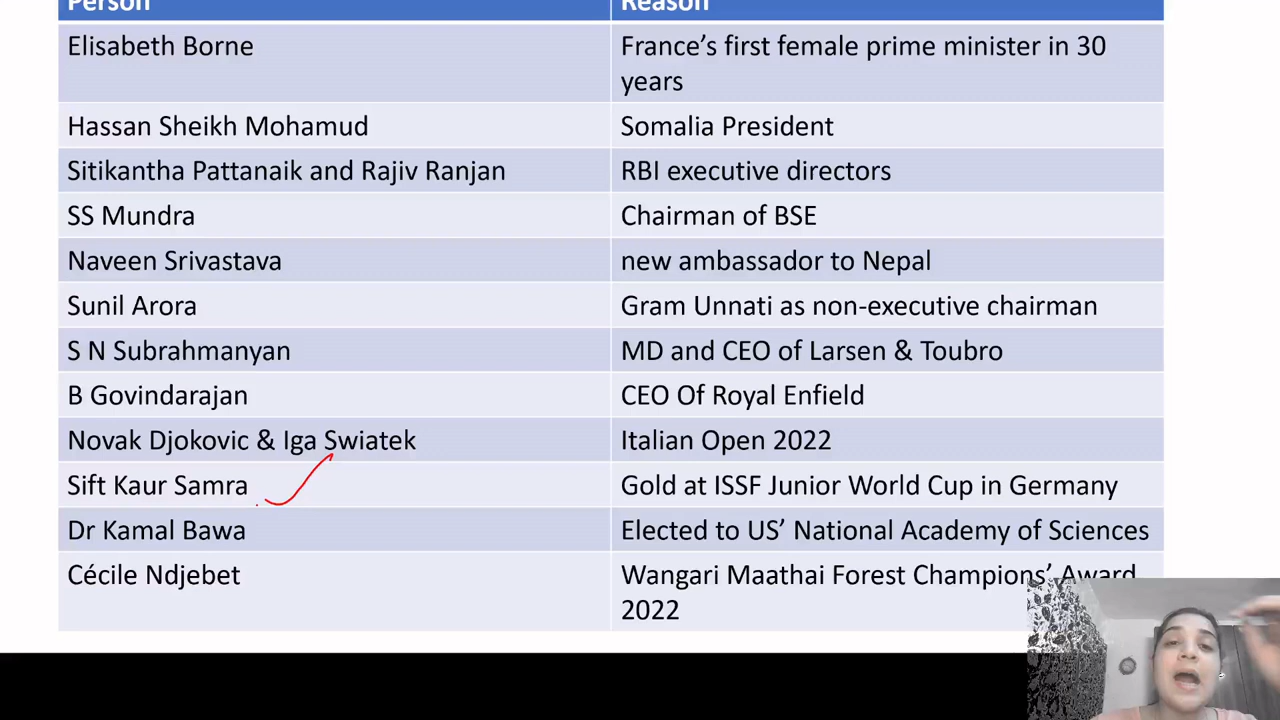 Person Reason
Elisabeth Borne France’s first female prime minister in 30
years
Hassan Sheikh Mohamud Somalia President
Sitikantha Pattanaik and Rajiv Ranjan RBI executive directors
SS Mundra Chairman of BSE
Naveen Srivastava new ambassador to Nepal
Sunil Arora Gram Unnati as non-executive chairman
S N Subrahmanyan MD and CEO of Larsen & Toubro
B Govindarajan CEO Of Royal Enfield
Novak Djokovic & Iga Swiatek Italian Open 2022
Sift Kaur Samra Gold at ISSF Junior World Cup in Germany
Dr Kamal Bawa Elected to US’ National Academy of Sciences
Cécile Ndjebet Wangari Maathai Forest Champions’ Award
2022